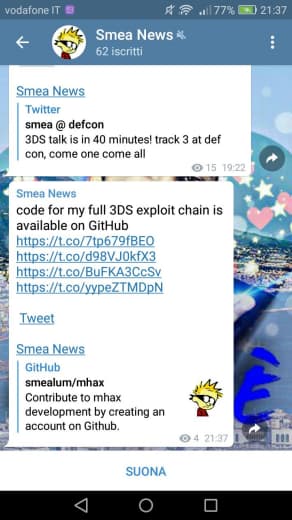 vodafone IT
77%
21:37
Smea News
62 iscritti
Smea News
Twitter
smea @ defcon
3DS talk is in 40 minutes! track 3 at def
con, come one come all
15 19:22
Smea News
code for my full 3DS exploit chain is
available on GitHub
https://t.co/7tp679fBEO
https://t.co/d98VJ0kfX3
https://t.co/BuFKA3CcSv
https://t.co/yypeZTMDpN
Tweet
Smea News
GitHub
smealum/mhax
Contribute to mhax
development by creating an
account on Github.
È
4 21:37
SUONA